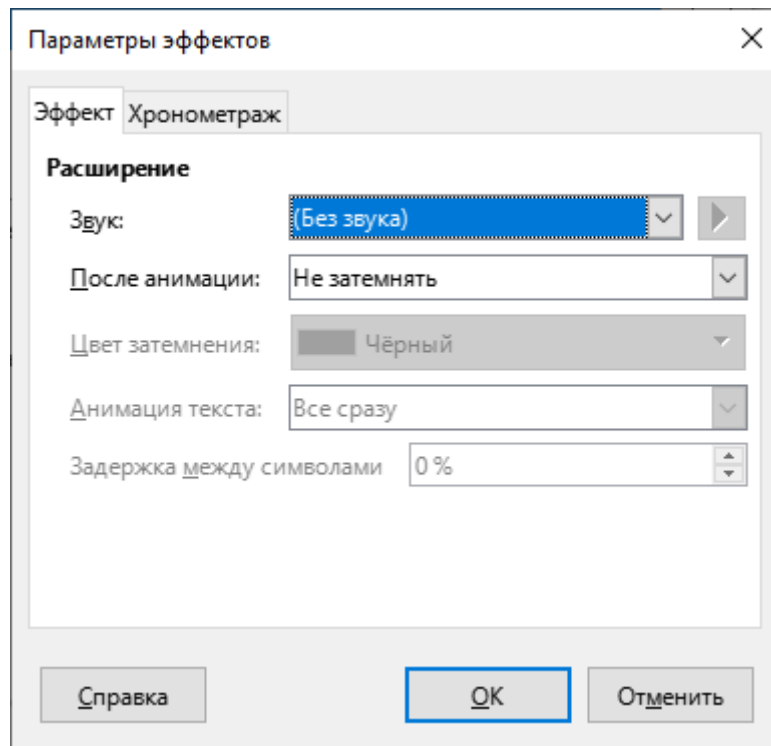 Параметры эффектов
Эффект Хронометраж
Расширение
Звук: (Без звука)
После анимации: Не затемнять
Цвет затемнения: Чёрный
Анимация текста: Все сразу
Задержка между символами 0 %
Справка OK Отменить